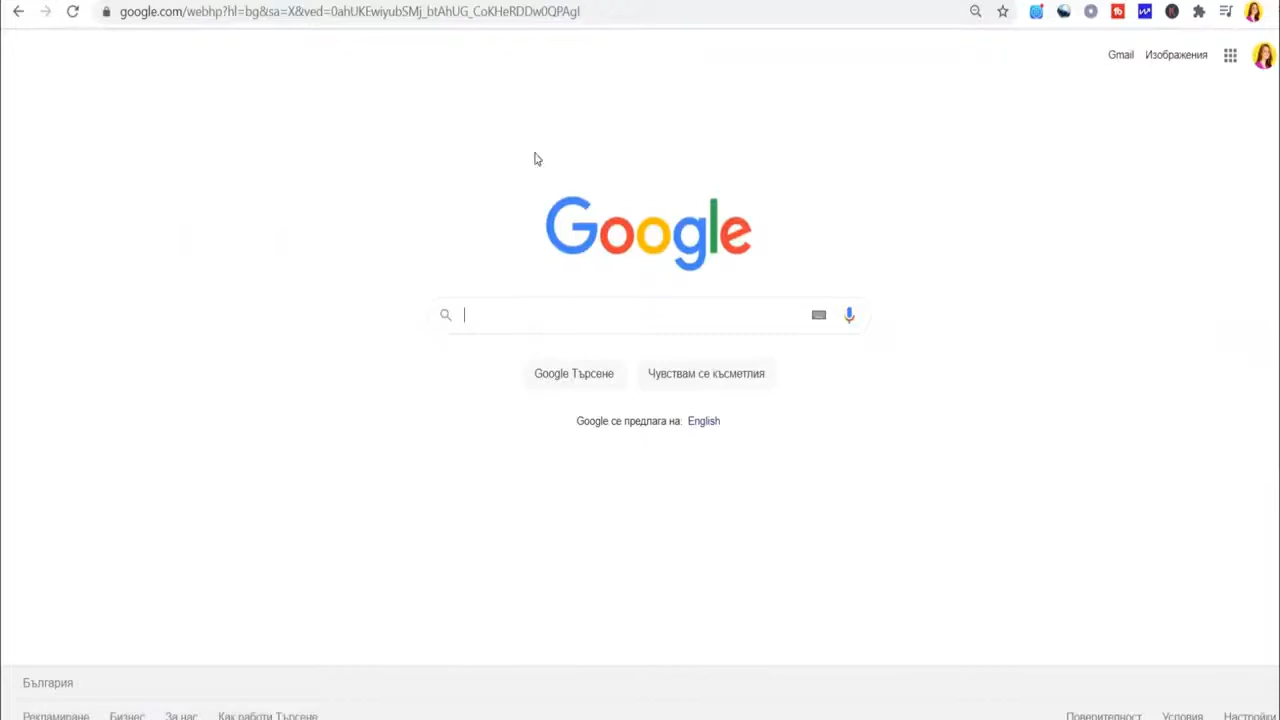 google.com/webhp?hl=bg&sa=X&ved=0ahUKEwiyubSMj_btAhUG_CoKHeRDDw0QPAgI
Gmail Изображения
Google
Google Търсене Чувствам се късметлия
Google се предлага на: English
България
Рекламиране Бизнес За нас Как работи Търсене Поверителност Условия Настройки